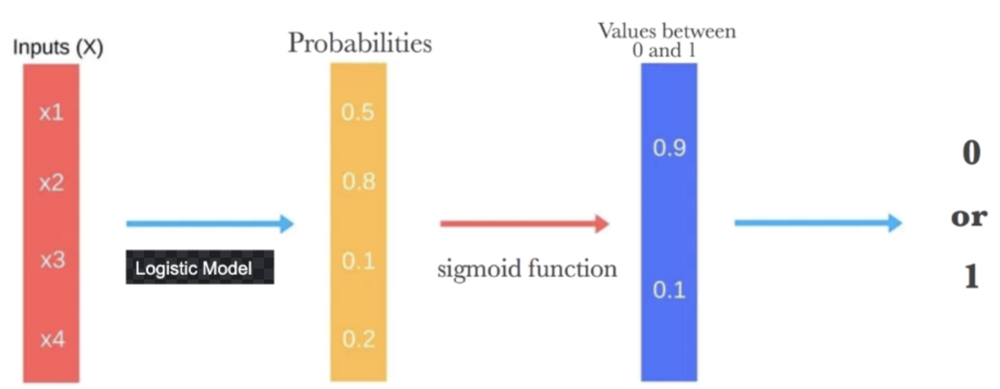 Inputs (X)
x1
x2
x3
x4
Logistic Model
Probabilities
0.5
0.8
0.1
0.2
sigmoid function
Values between
0 and 1
0.9
0.1
0
or
1